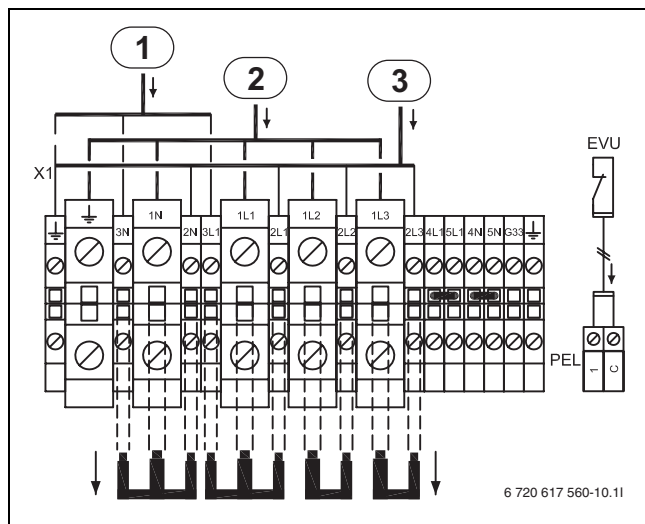 1
2
3
EVU
X1
3N 1N 2N 3L1 1L1 2L1 1L2 2L2 1L3 2L3 4L1 5L1 4N 5N G33
PEL 1 C
6 720 617 560-10.1I